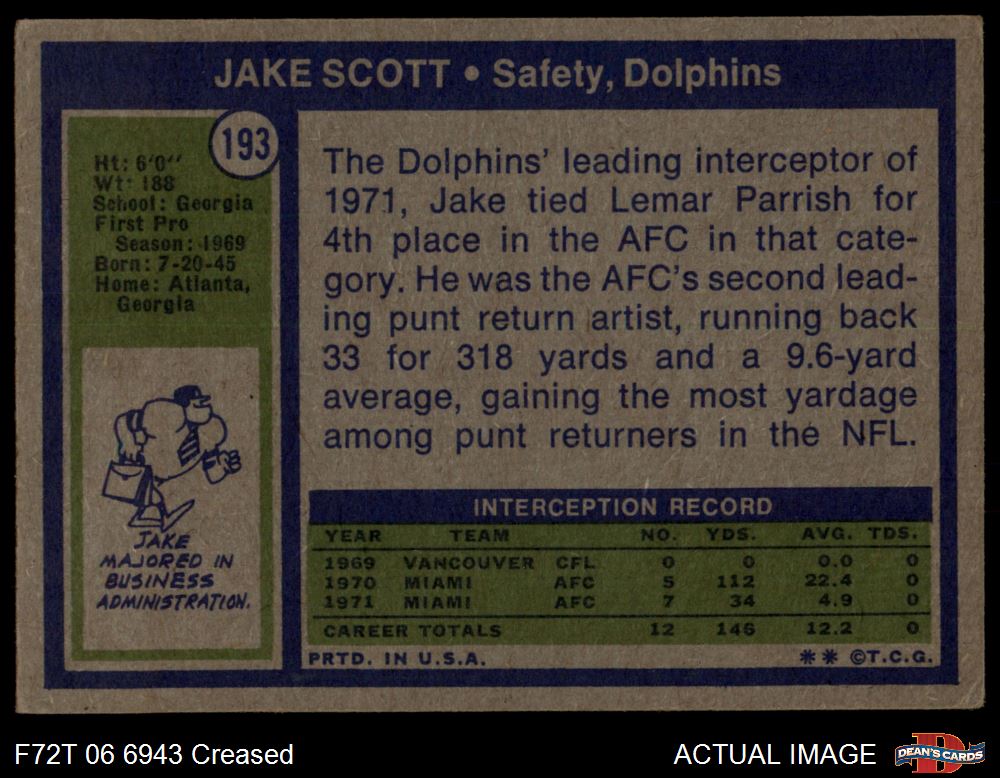 JAKE SCOTT • Safety, Dolphins
193
Ht: 6'0''
Wt: 188
School: Georgia
First Pro
Season: 1969
Born: 7-20-45
Home: Atlanta,
Georgia
JAKE
MAJORED IN
BUSINESS
ADMINISTRATION.
The Dolphins' leading interceptor of
1971, Jake tied Lemar Parrish for
4th place in the AFC in that cate-
gory. He was the AFC's second lead-
ing punt return artist, running back
33 for 318 yards and a 9.6-yard
average, gaining the most yardage
among punt returners in the NFL.
INTERCEPTION RECORD
YEAR TEAM NO. YDS. AVG. TDS.
1969 VANCOUVER CFL 0 0 0.0 0
1970 MIAMI AFC 5 112 22.4 0
1971 MIAMI AFC 7 34 4.9 0
CAREER TOTALS 12 146 12.2 0
PRTD. IN U.S.A. ** ©T.C.G.
F72T 06 6943 Creased ACTUAL IMAGE
DEAN'S CARDS